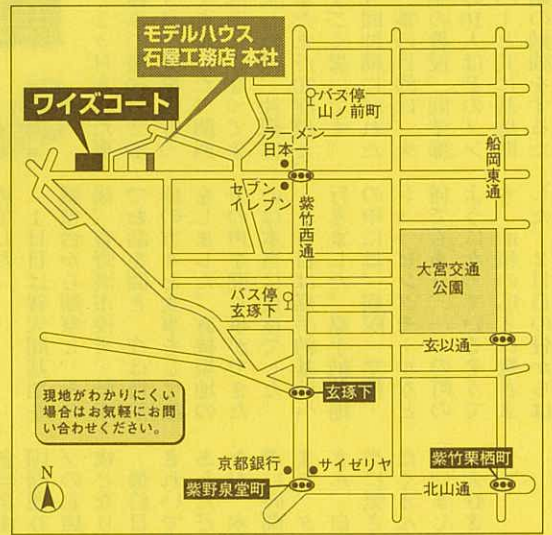 モデルハウス
石屋工務店 本社
ワイズコート
バス停
山ノ前町
ラーメン
日本一
セブン
イレブン
紫竹西通
船岡東通
大宮交通
公園
バス停
玄琢下
玄以通
現地がわかりにくい
場合はお気軽にお問
い合わせください。
玄琢下
京都銀行
サイゼリヤ
紫竹栗栖町
紫野泉堂町
北山通
N